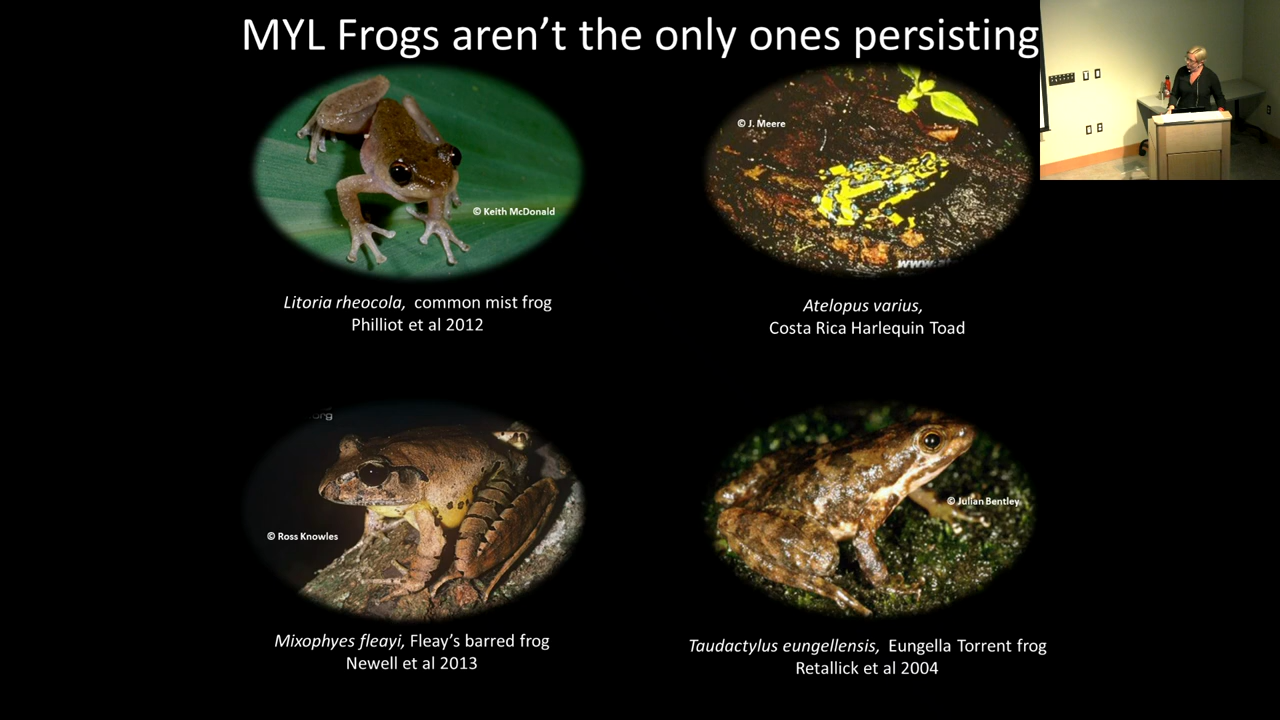 MYL Frogs aren't the only ones persisting
© Keith McDonald
© J. Meere
Litoria rheocola, common mist frog
Philliot et al 2012
Atelopus varius,
Costa Rica Harlequin Toad
© Ross Knowles
© Julian Bentley
Mixophyes fleayi, Fleay's barred frog
Newell et al 2013
Taudactylus eungellensis, Eungella Torrent frog
Retallick et al 2004